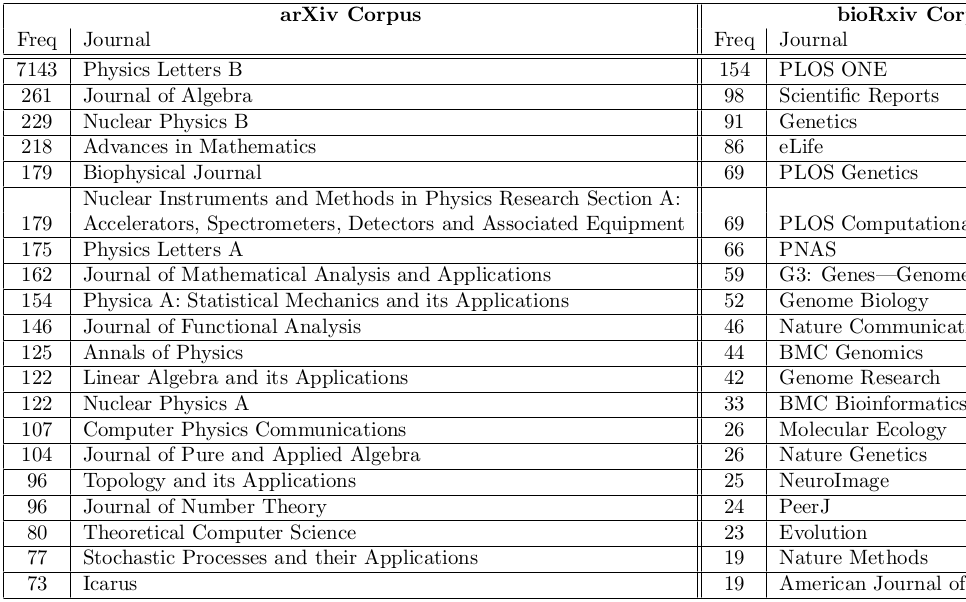 arXiv Corpus bioRxiv
Freq Journal Freq Journal
7143 Physics Letters B 154 PLOS ONE
261 Journal of Algebra 98 Scientific Reports
229 Nuclear Physics B 91 Genetics
218 Advances in Mathematics 86 eLife
179 Biophysical Journal 69 PLOS Genetics
Nuclear Instruments and Methods in Physics Research Section A:
179 Accelerators, Spectrometers, Detectors and Associated Equipment 69 PLOS
175 Physics Letters A 66 PNAS
162 Journal of Mathematical Analysis and Applications 59 G3: Genes—Genome
154 Physica A: Statistical Mechanics and its Applications 52 Genome Biology
146 Journal of Functional Analysis 46 Nature
125 Annals of Physics 44 BMC Genomics
122 Linear Algebra and its Applications 42 Genome Research
122 Nuclear Physics A 33 BMC Bioinformatics
107 Computer Physics Communications 26 Molecular Ecology
104 Journal of Pure and Applied Algebra 26 Nature Genetics
96 Topology and its Applications 25 NeuroImage
96 Journal of Number Theory 24 PeerJ
80 Theoretical Computer Science 23 Evolution
77 Stochastic Processes and their Applications 19 Nature Methods
73 Icarus 19 American Journal of